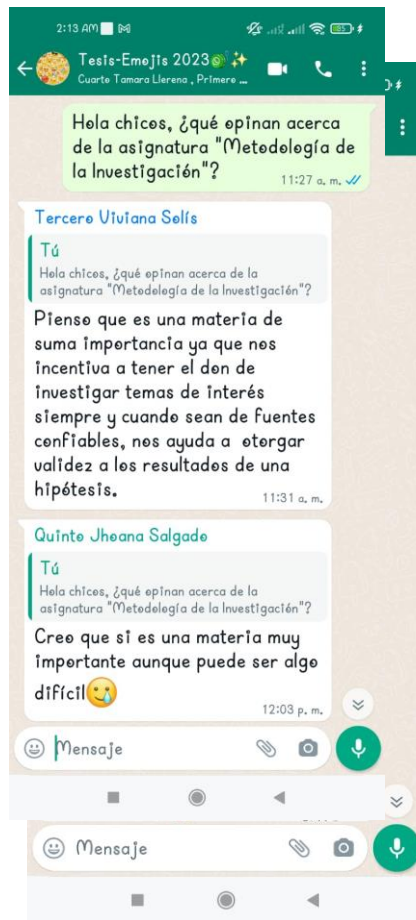 2:13 AM
Tesis-Emojis 2023
Cuarto Tamara Llerena , Primero ...
Hola chicos, ¿qué opinan acerca
de la asignatura "Metodología de
la Investigación"?
11:27 a. m.
Tercero Viviana Solís
Tú
Hola chicos, ¿qué opinan acerca de la
asignatura "Metodología de la Investigación"?
Pienso que es una materia de
suma importancia ya que nos
incentiva a tener el don de
investigar temas de interés
siempre y cuando sean de fuentes
confiables, nos ayuda a otorgar
validez a los resultados de una
hipótesis.
11:31 a. m.
Quinto Jhoana Salgado
Tú
Hola chicos, ¿qué opinan acerca de la
asignatura "Metodología de la Investigación"?
Creo que si es una materia muy
importante aunque puede ser algo
difícil🥲
12:03 p. m.
Mensaje
Mensaje